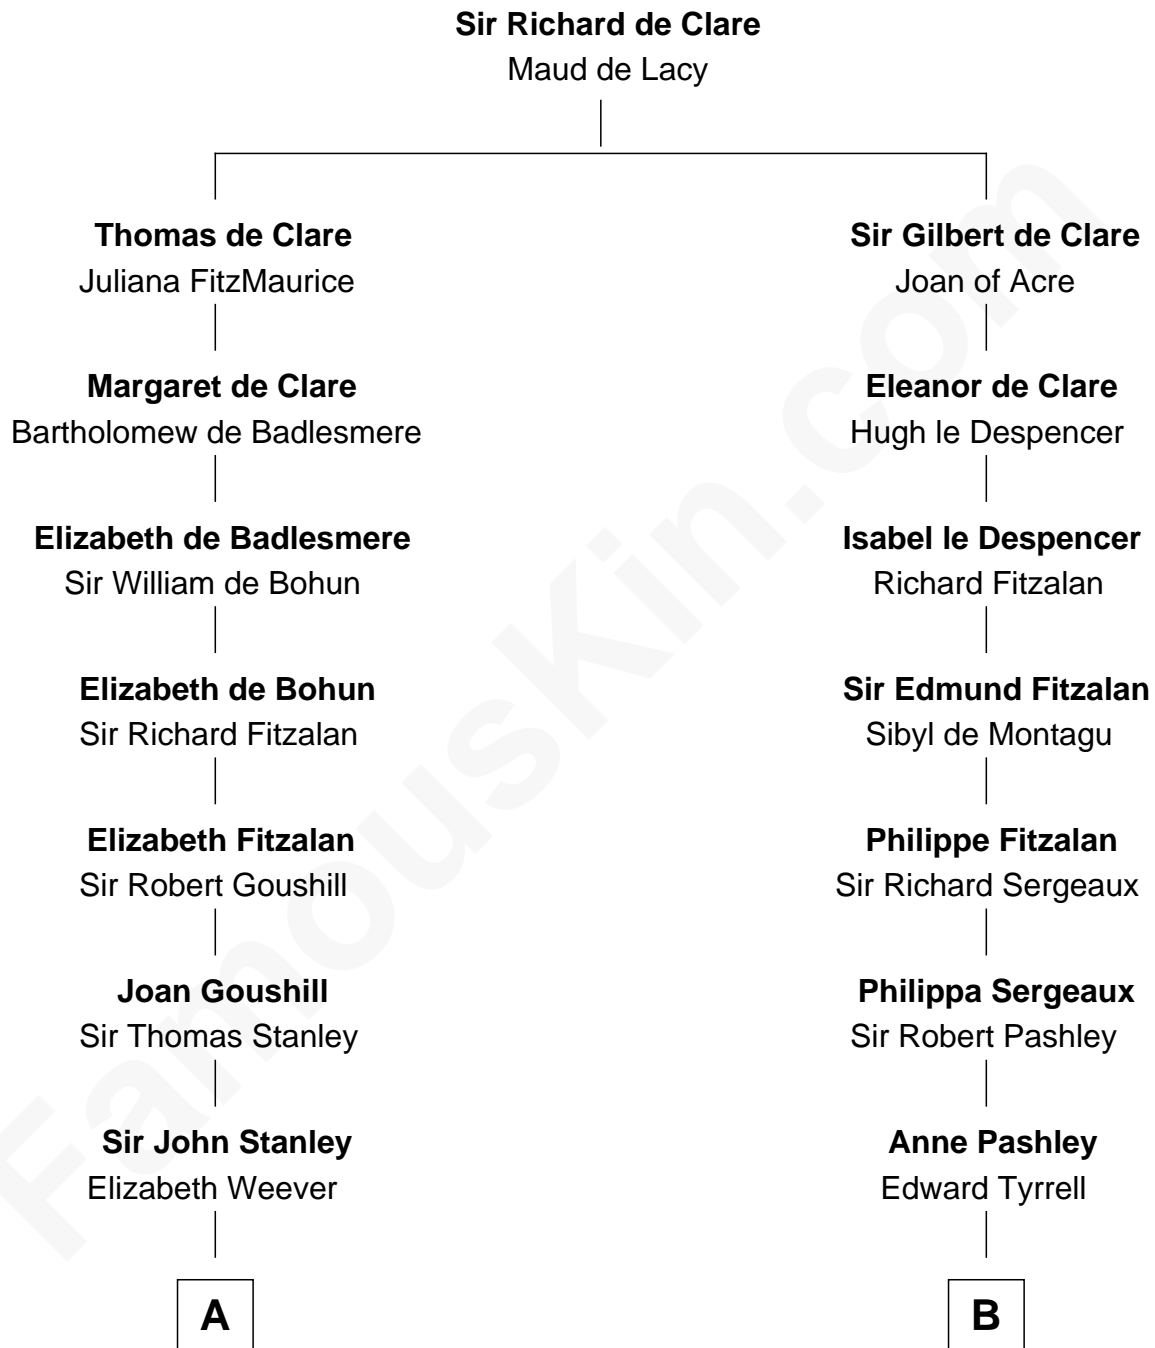 Sir Richard de Clare
Maud de Lacy
Thomas de Clare
Juliana FitzMaurice
Margaret de Clare
Bartholomew de Badlesmere
Elizabeth de Badlesmere
Sir William de Bohun
Elizabeth de Bohun
Sir Richard Fitzalan
Elizabeth Fitzalan
Sir Robert Goushill
Joan Goushill
Sir Thomas Stanley
Sir John Stanley
Elizabeth Weever
A
Sir Gilbert de Clare
Joan of Acre
Eleanor de Clare
Hugh le Despencer
Isabel le Despencer
Richard Fitzalan
Sir Edmund Fitzalan
Sibyl de Montagu
Philippe Fitzalan
Sir Richard Sergeaux
Philippa Sergeaux
Sir Robert Pashley
Anne Pashley
Edward Tyrrell
B
FamousKin.com